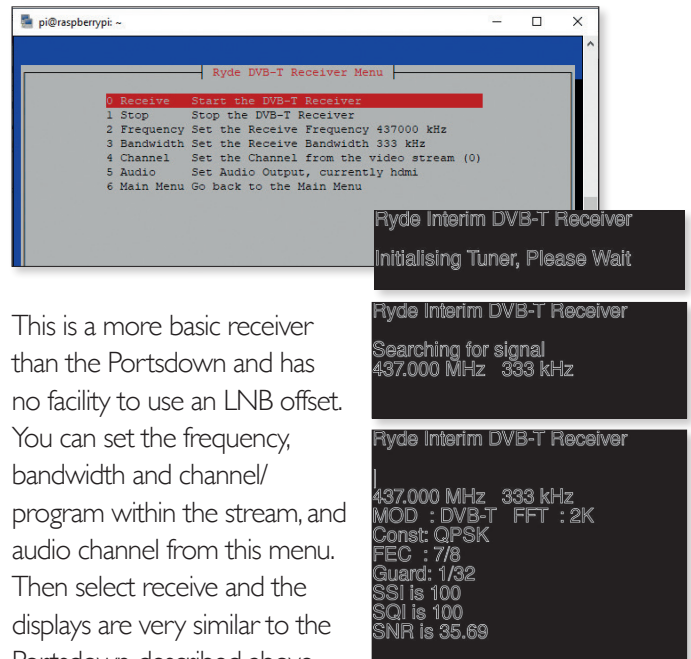 pi@raspberrypi: ~
Ryde DVB-T Receiver Menu
0 Receive Start the DVB-T Receiver
1 Stop Stop the DVB-T Receiver
2 Frequency Set the Receive Frequency 437000 kHz
3 Bandwidth Set the Receive Bandwidth 333 kHz
4 Channel Set the Channel from the video stream (0)
5 Audio Set Audio Output, currently hdmi
6 Main Menu Go back to the Main Menu
Ryde Interim DVB-T Receiver
Initialising Tuner, Please Wait
Ryde Interim DVB-T Receiver
Searching for signal
437.000 MHz 333 kHz
Ryde Interim DVB-T Receiver
437.000 MHz 333 kHz
MOD : DVB-T FFT : 2K
Const: QPSK
FEC : 7/8
Guard: 1/32
SSI is 100
SQI is 100
SNR is 35.69
This is a more basic receiver
than the Portsdown and has
no facility to use an LNB offset.
You can set the frequency,
bandwidth and channel/
program within the stream, and
audio channel from this menu.
Then select receive and the
displays are very similar to the
Portsdown described above